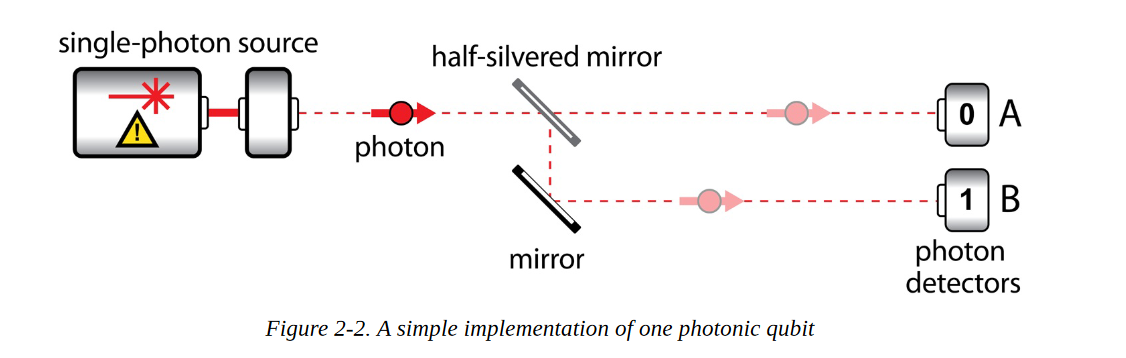 single-photon source
half-silvered mirror
photon
0 A
1 B
mirror
photon
detectors
Figure 2-2. A simple implementation of one photonic qubit